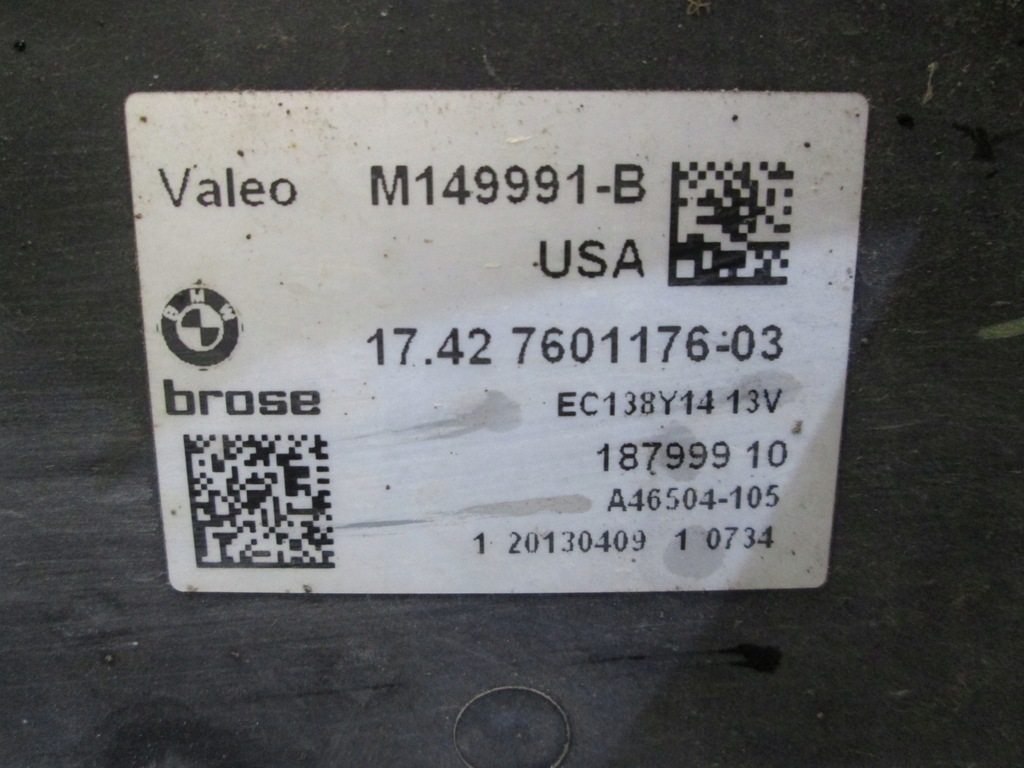 Valeo M149991-B
USA
BMW
17.42 7601176-03
brose
EC138Y14 13V
187999 10
A46504-105
1 20130409 1 0734